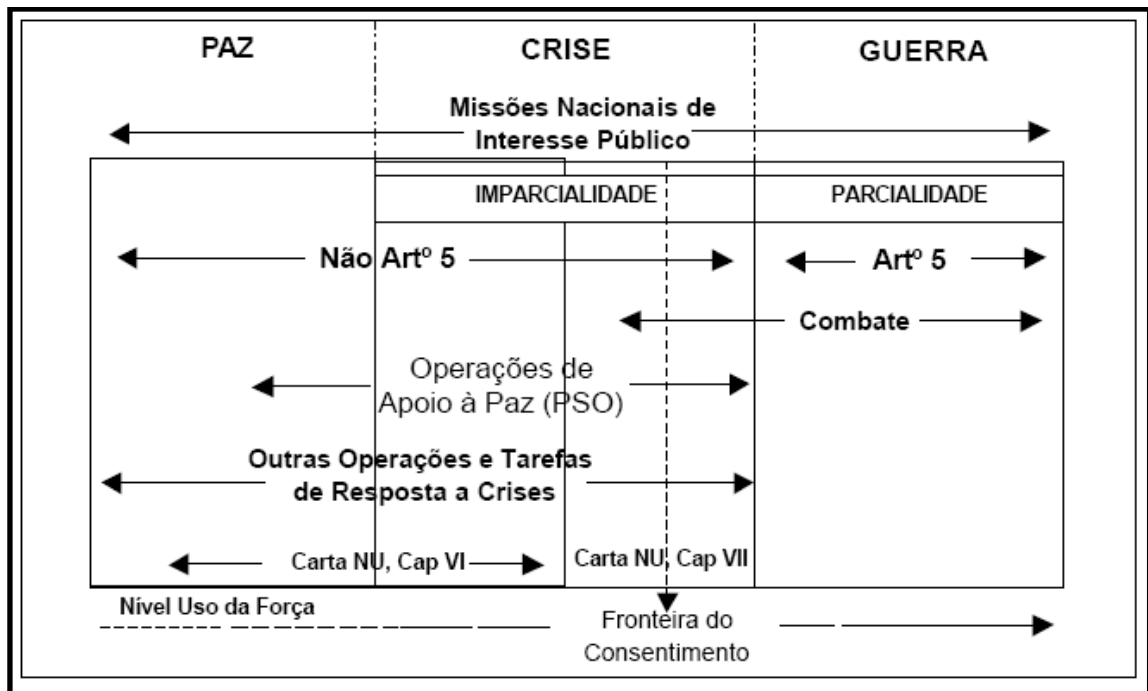 PAZ
CRISE
GUERRA
Missões Nacionais de
Interesse Público
IMPARCIALIDADE
PARCIALIDADE
Não Artº 5
Artº 5
Combate
Operações de
Apoio à Paz (PSO)
Outras Operações e Tarefas
de Resposta a Crises
Carta NU, Cap VI
Carta NU, Cap VII
Nível Uso da Força
Fronteira do
Consentimento